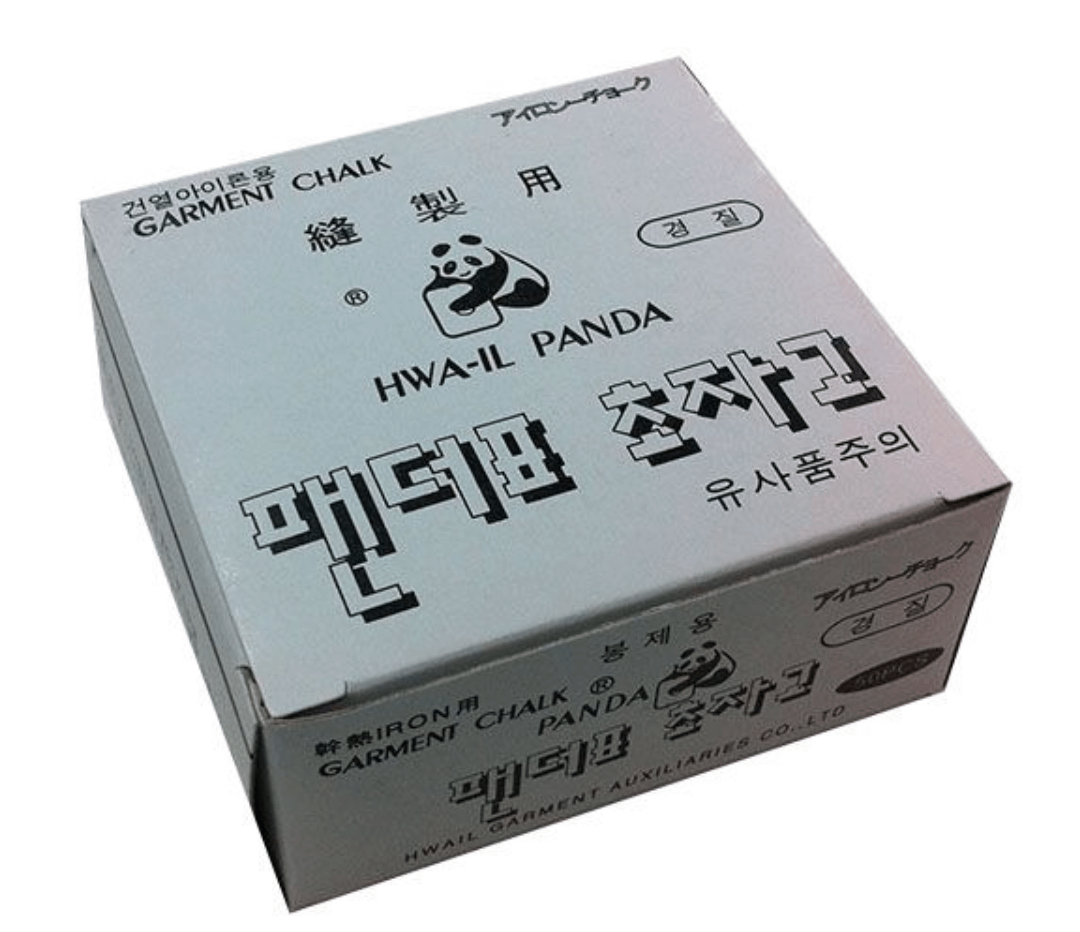 アイロンーチョーク
건열아이론용
GARMENT CHALK
縫製用
경질
®
HWA-IL PANDA
팬더표 초자고
유사품주의
アイロンーチョーク
경질
봉제용
幹熱IRON用
GARMENT CHALK ®
PANDA
팬더표 초자고
50PCS
HWAIL GARMENT AUXILIARIES CO.,LTD